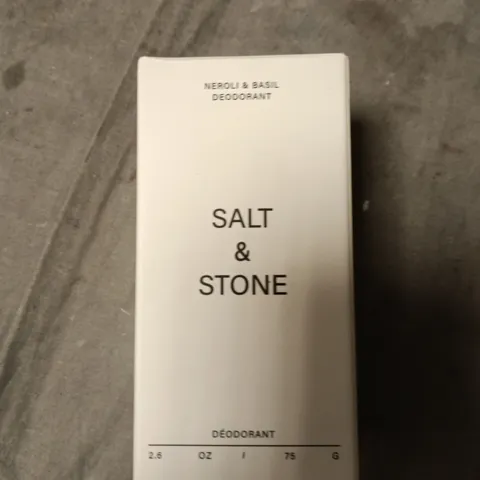 NEROLI & BASIL
DEODORANT
SALT
&
STONE
DÉODORANT
2.6 OZ / 75 G